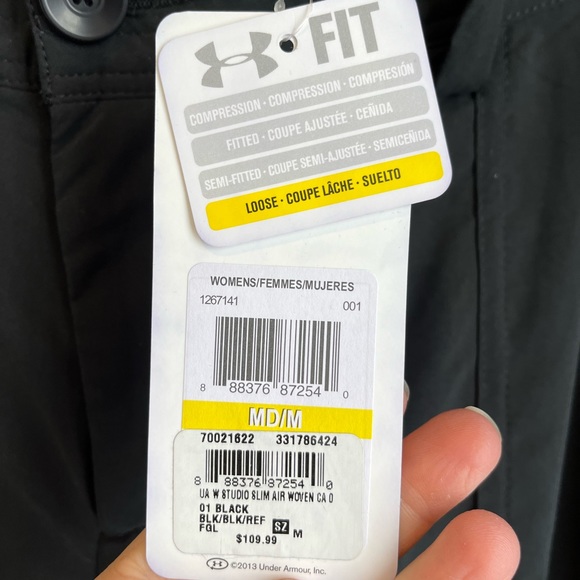 FIT
COMPRESSION · COMPRESSION · COMPRESIÓN
FITTED · COUPE AJUSTÉE · CEÑIDA
SEMI-FITTED · COUPE SEMI-AJUSTÉE · SEMICEÑIDA
LOOSE · COUPE LÂCHE · SUELTO
WOMENS/FEMMES/MUJERES
1267141 001
8 88376 87254 0
MD/M
70021622 331786424
8 88376 87254 0
UA W STUDIO SLIM AIR WOVEN CA 0
01 BLACK
BLK/BLK/REF
FGL SZ M
$109.99
©2013 Under Armour, Inc.